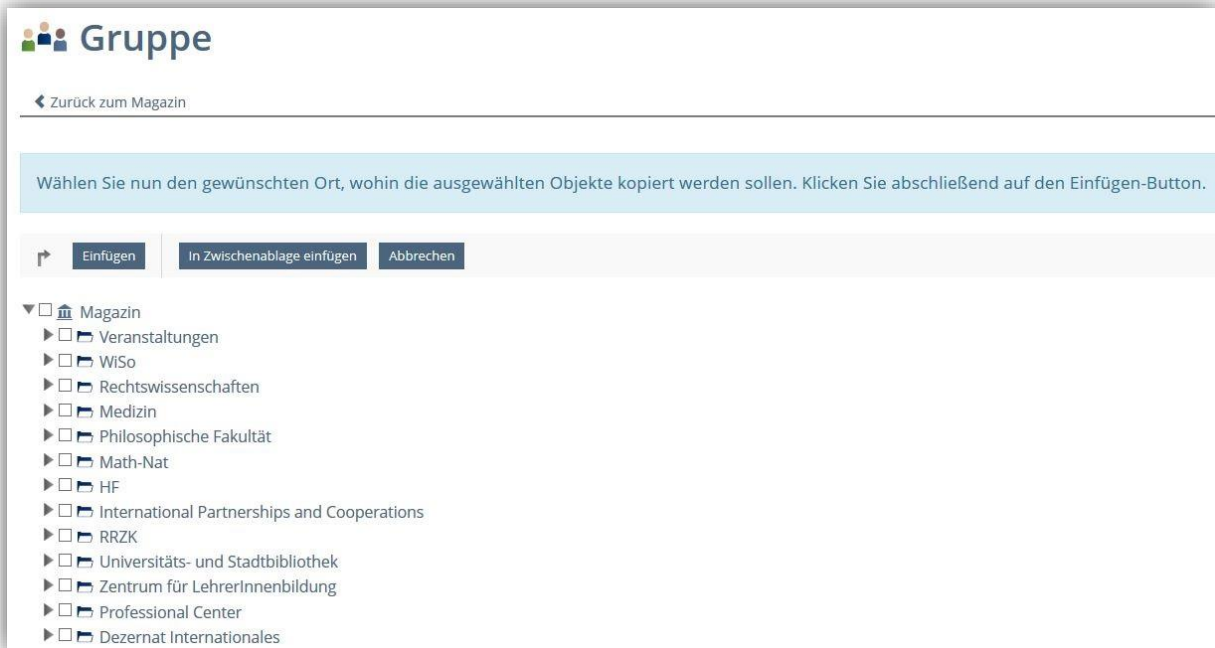 Gruppe
Zurück zum Magazin
Wählen Sie nun den gewünschten Ort, wohin die ausgewählten Objekte kopiert werden sollen. Klicken Sie abschließend auf den Einfügen-Button.
Einfügen In Zwischenablage einfügen Abbrechen
Magazin
Veranstaltungen
WiSo
Rechtswissenschaften
Medizin
Philosophische Fakultät
Math-Nat
HF
International Partnerships and Cooperations
RRZK
Universitäts- und Stadtbibliothek
Zentrum für LehrerInnenbildung
Professional Center
Dezernat Internationales